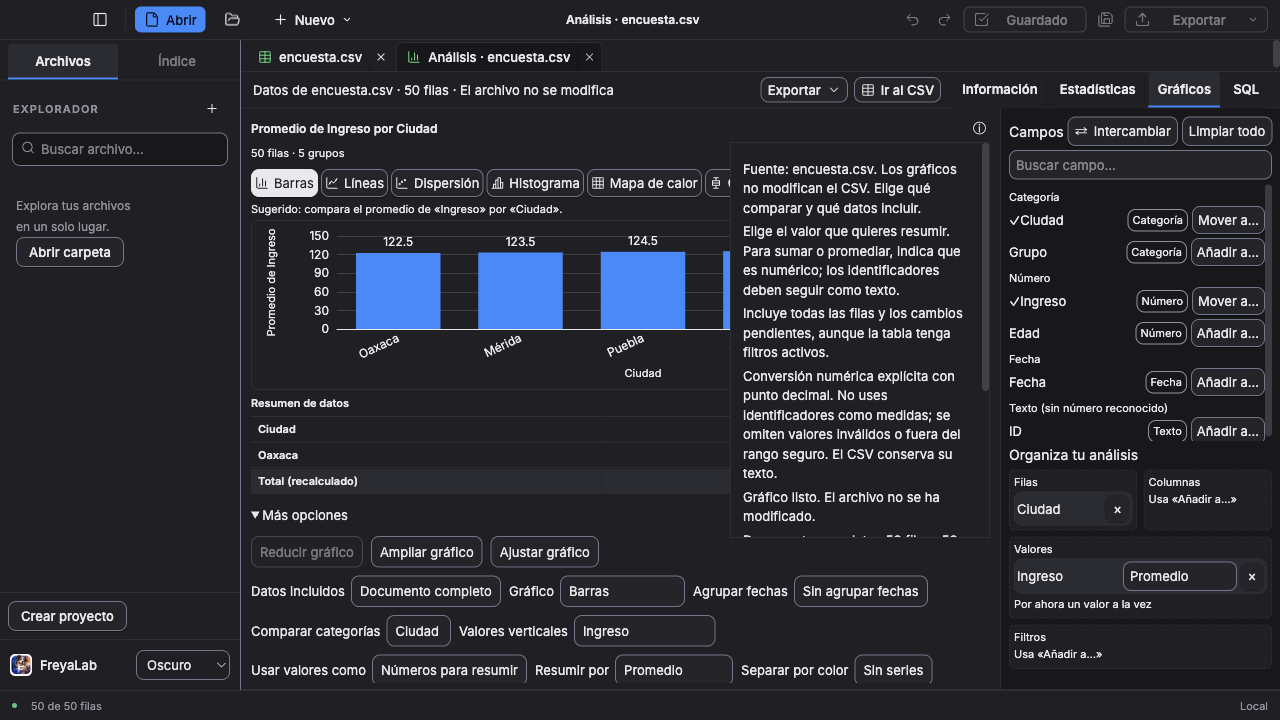 Abrir
Nuevo
Análisis · encuesta.csv
Guardado
Exportar
Archivos
Índice
encuesta.csv
Análisis · encuesta.csv
EXPLORADOR
Buscar archivo...
Explora tus archivos
en un solo lugar.
Abrir carpeta
Crear proyecto
FreyaLab
Oscuro
Datos de encuesta.csv · 50 filas · El archivo no se modifica
Exportar
Ir al CSV
Información
Estadísticas
Gráficos
SQL
Promedio de Ingreso por Ciudad
50 filas · 5 grupos
Barras
Líneas
Dispersión
Histograma
Mapa de calor
Sugerido: compara el promedio de «Ingreso» por «Ciudad».
Promedio de Ingreso
150
120
90
60
30
0
122.5
123.5
124.5
Oaxaca
Mérida
Puebla
Ciudad
Resumen de datos
Ciudad
Oaxaca
Total (recalculado)
Más opciones
Reducir gráfico
Ampliar gráfico
Ajustar gráfico
Datos incluidos
Documento completo
Gráfico
Barras
Agrupar fechas
Sin agrupar fechas
Comparar categorías
Ciudad
Valores verticales
Ingreso
Usar valores como
Números para resumir
Resumir por
Promedio
Separar por color
Sin series
Fuente: encuesta.csv. Los gráficos
no modifican el CSV. Elige qué
comparar y qué datos incluir.
Elige el valor que quieres resumir.
Para sumar o promediar, indica que
es numérico; los identificadores
deben seguir como texto.
Incluye todas las filas y los cambios
pendientes, aunque la tabla tenga
filtros activos.
Conversión numérica explícita con
punto decimal. No uses
identificadores como medidas; se
omiten valores inválidos o fuera del
rango seguro. El CSV conserva su
texto.
Gráfico listo. El archivo no se ha
modificado.
Campos
Intercambiar
Limpiar todo
Buscar campo...
Categoría
✓Ciudad
Categoría
Mover a...
Grupo
Categoría
Añadir a...
Número
✓Ingreso
Número
Mover a...
Edad
Número
Añadir a...
Fecha
Fecha
Fecha
Añadir a...
Texto (sin número reconocido)
ID
Texto
Añadir a...
Organiza tu análisis
Filas
Ciudad
×
Columnas
Usa «Añadir a...»
Valores
Ingreso
Promedio
×
Por ahora un valor a la vez
Filtros
Usa «Añadir a...»
50 de 50 filas
Local